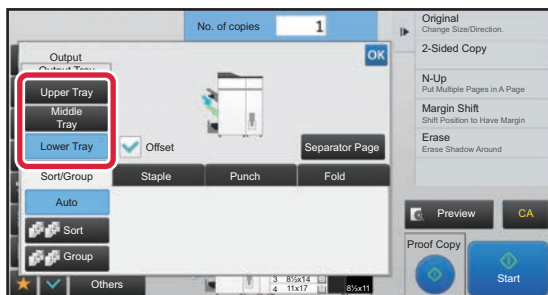 No. of copies
1
Original
Change Size/Direction.
2-Sided Copy
N-Up
Put Multiple Pages in A Page
Margin Shift
Shift Position to Have Margin
Erase
Erase Shadow Around
Output
OK
Output Tray
Upper Tray
Middle
Tray
Lower Tray
Offset
Separator Page
Sort/Group
Staple
Punch
Fold
Auto
Sort
Group
Preview
CA
Proof Copy
Start
Others
3 8½x14
4 11x17
8½x11